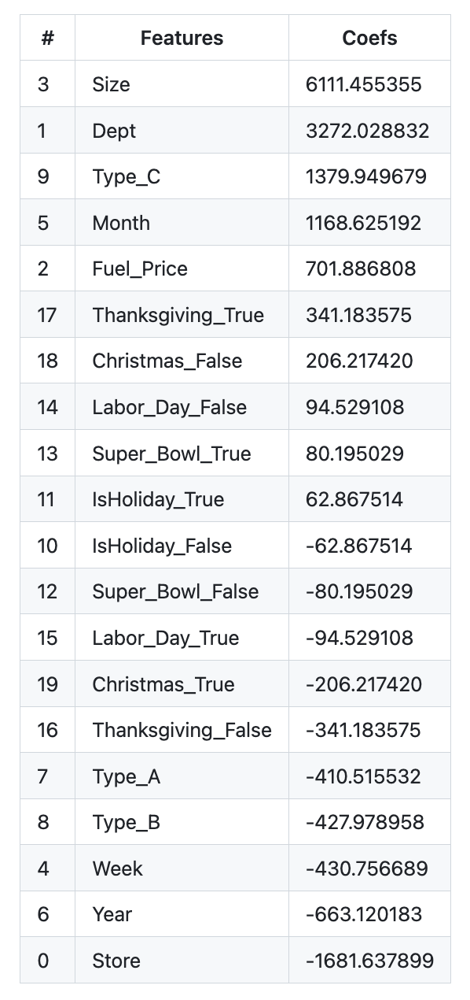 # Features Coefs
3 Size 6111.455355
1 Dept 3272.028832
9 Type_C 1379.949679
5 Month 1168.625192
2 Fuel_Price 701.886808
17 Thanksgiving_True 341.183575
18 Christmas_False 206.217420
14 Labor_Day_False 94.529108
13 Super_Bowl_True 80.195029
11 IsHoliday_True 62.867514
10 IsHoliday_False -62.867514
12 Super_Bowl_False -80.195029
15 Labor_Day_True -94.529108
19 Christmas_True -206.217420
16 Thanksgiving_False -341.183575
7 Type_A -410.515532
8 Type_B -427.978958
4 Week -430.756689
6 Year -663.120183
0 Store -1681.637899